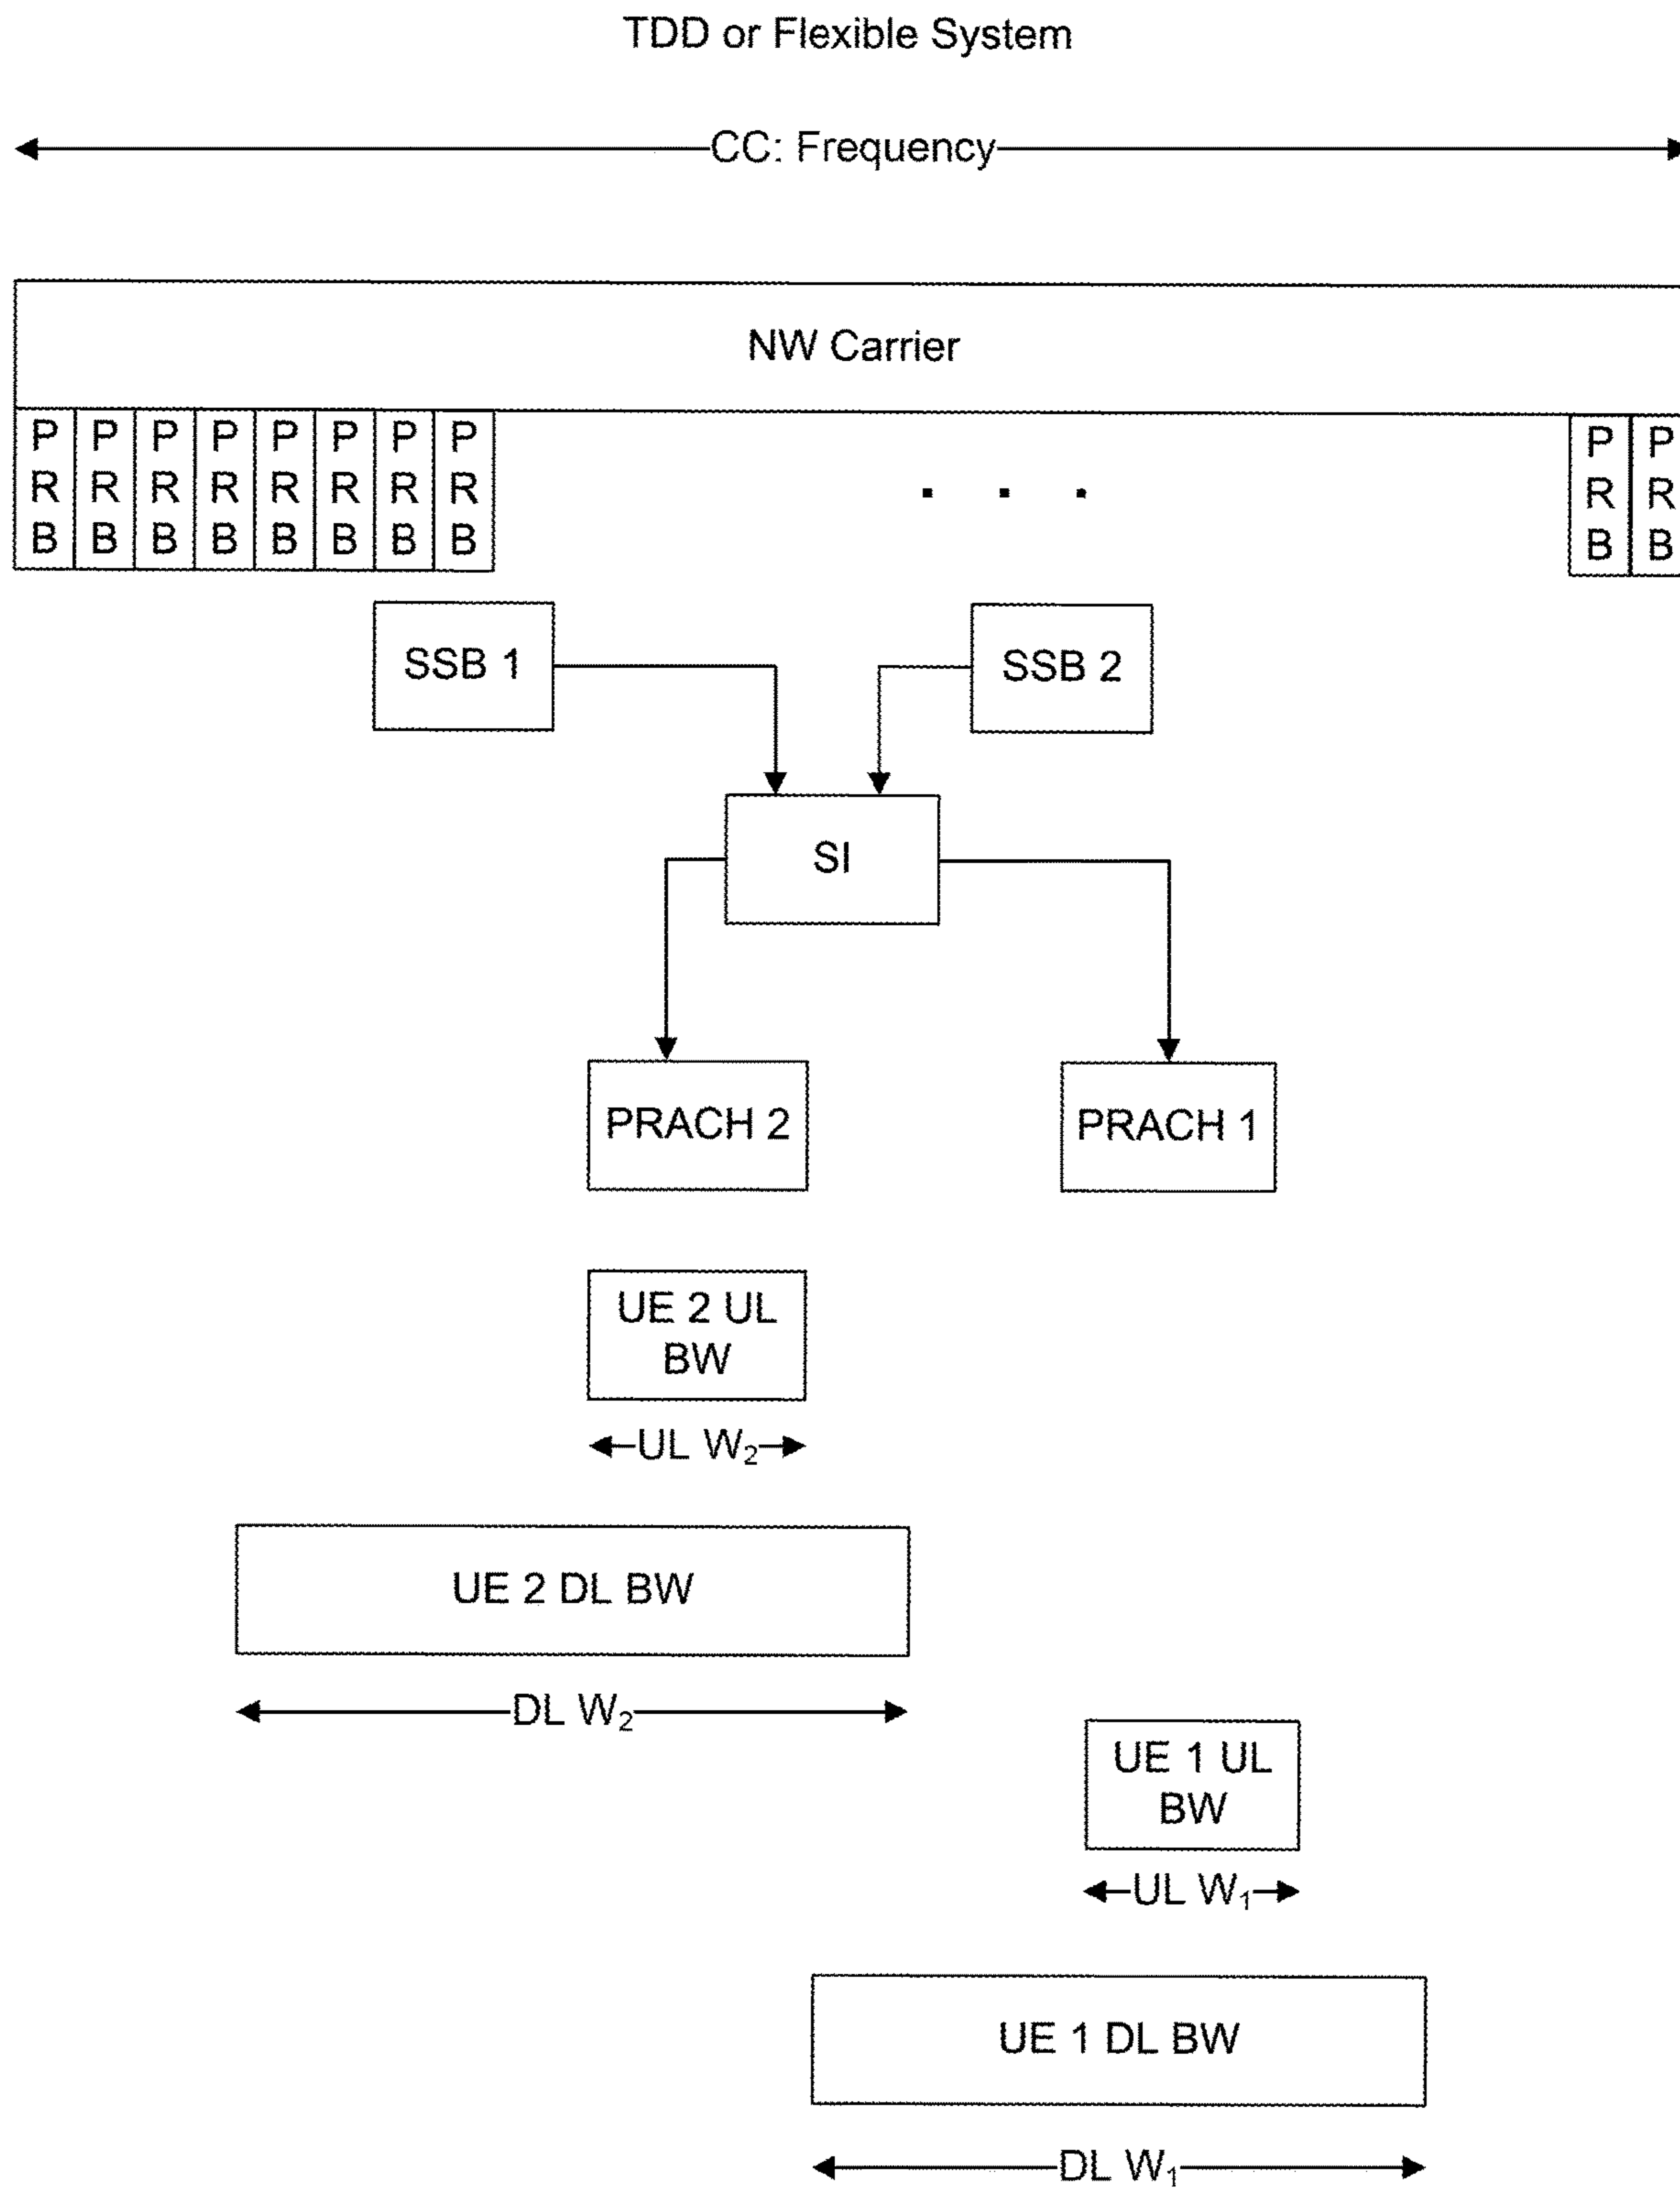 TDD or Flexible System
CC: Frequency
NW Carrier
P P P P P P P P P P
R R R R R R R R . . . R R
B B B B B B B B B B
SSB 1 SSB 2
SI
PRACH 2 PRACH 1
UE 2 UL
BW
UL W₂
UE 2 DL BW
DL W₂
UE 1 UL
BW
UL W₁
UE 1 DL BW
DL W₁